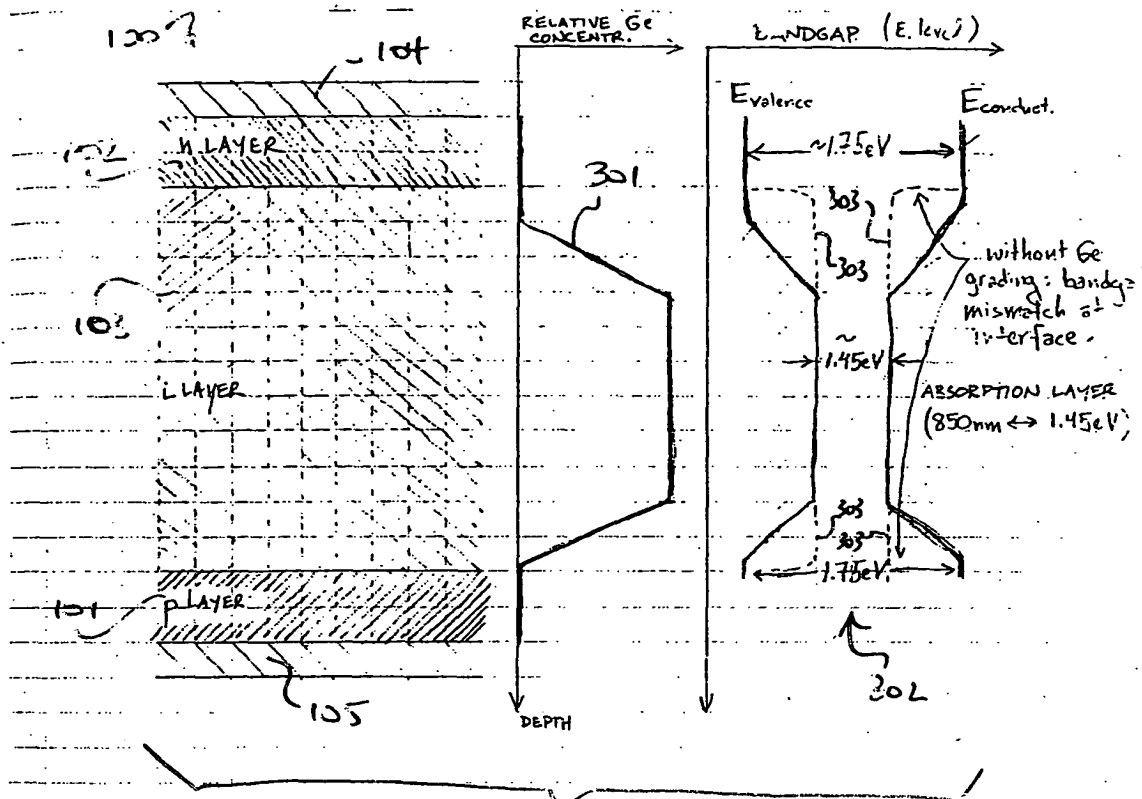 100
104
n LAYER
103
i LAYER
101
p LAYER
105
RELATIVE Ge
CONCENTR.
301
DEPTH
(E. level)
Evalence
Econduct.
~1.75eV
303
303
without Ge
grading: bandga
mismatch at
interface.
~
1.45eV
ABSORPTION LAYER
(850nm ↔ 1.45eV)
303
303
1.75eV
302